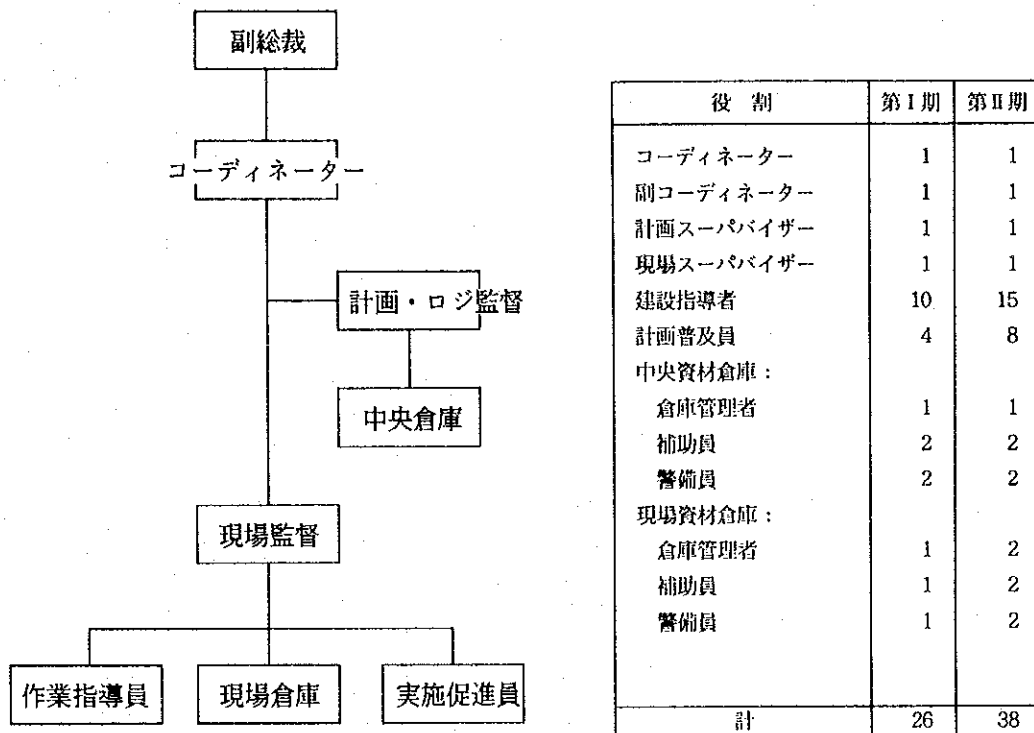 副総裁
コーディネーター
計画・ロジ監督
中央倉庫
現場監督
作業指導員 現場倉庫 実施促進員
役割 第Ⅰ期 第Ⅱ期
コーディネーター 1 1
副コーディネーター 1 1
計画スーパバイザー 1 1
現場スーパバイザー 1 1
建設指導者 10 15
計画普及員 4 8
中央資材倉庫:
倉庫管理者 1 1
補助員 2 2
警備員 2 2
現場資材倉庫:
倉庫管理者 1 2
補助員 1 2
警備員 1 2
計 26 38